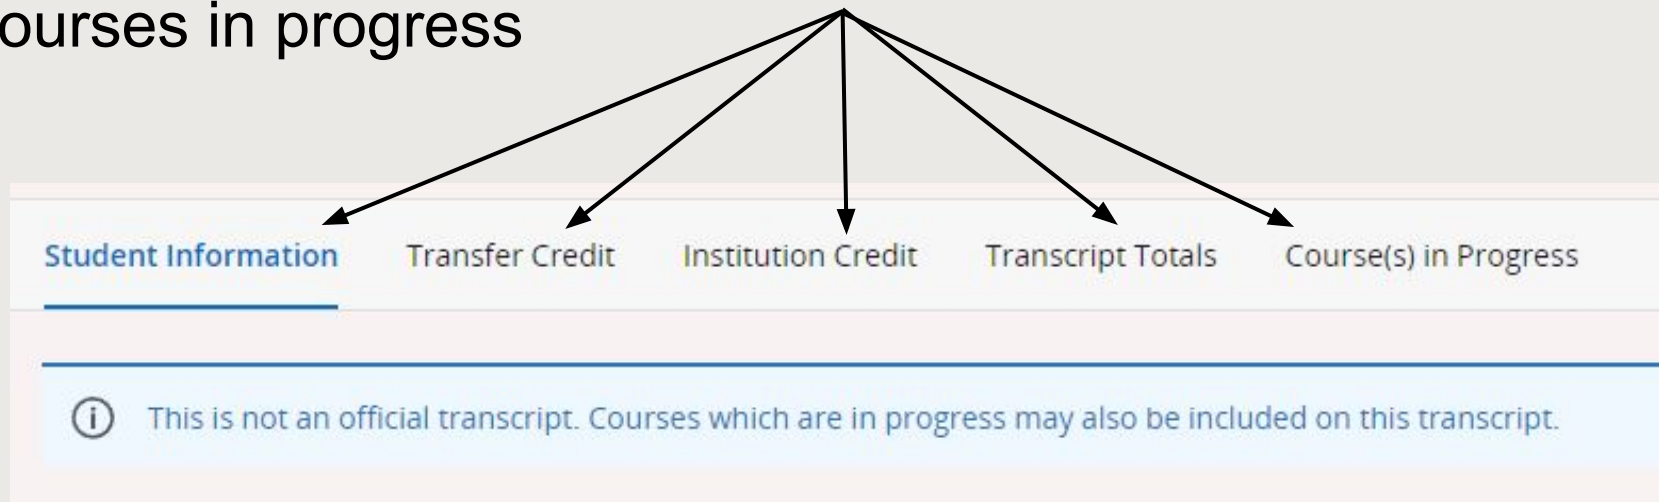 ourses in progress
Student Information Transfer Credit Institution Credit Transcript Totals Course(s) in Progress
This is not an official transcript. Courses which are in progress may also be included on this transcript.